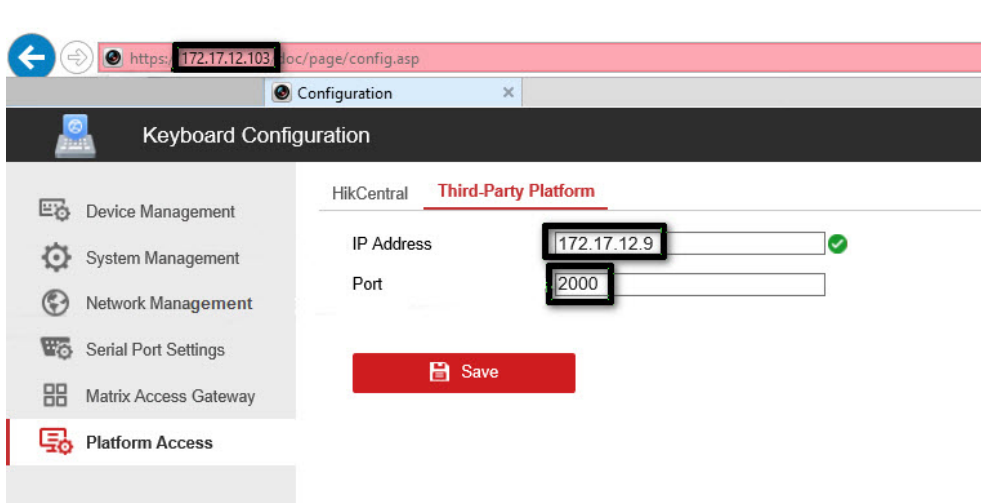 https:/ 172.17.12.103 doc/page/config.asp
Configuration
Keyboard Configuration
HikCentral Third-Party Platform
Device Management
System Management
Network Management
Serial Port Settings
Matrix Access Gateway
Platform Access
IP Address 172.17.12.9
Port 2000
Save